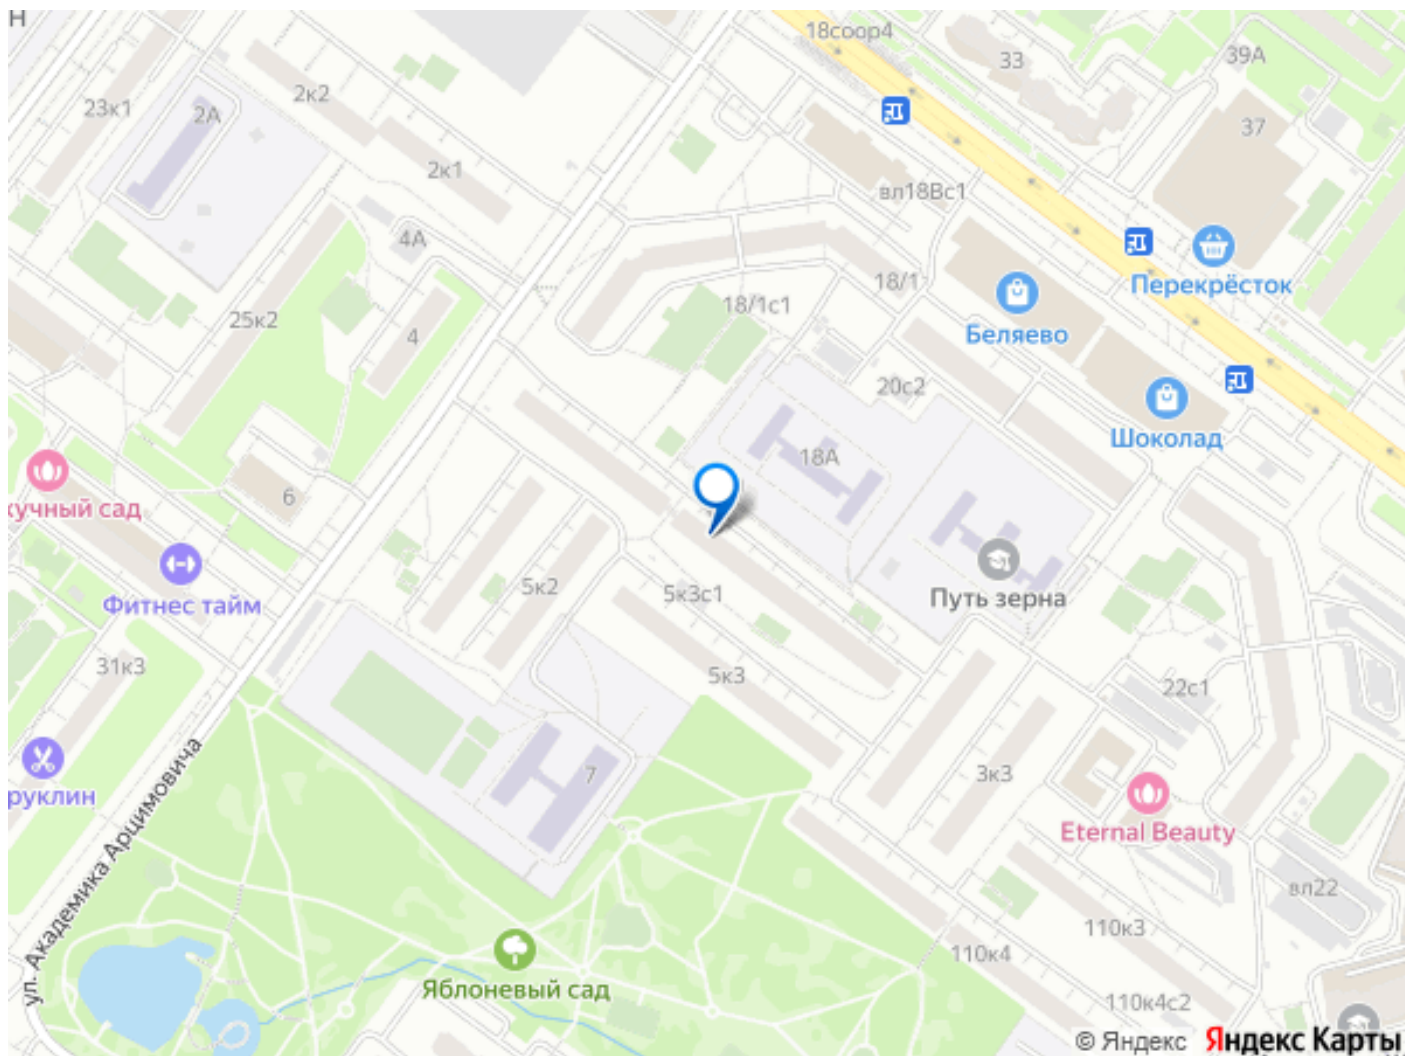 Н
18соор4
33
39А
23к1
2А
2к2
37
2к1
вл18Вс1
4А
18/1
Перекрёсток
18/1с1
25к2
4
Беляево
20с2
Шоколад
18А
6
кучный сад
5к2
5к3с1
Путь зерна
Фитнес тайм
31к3
5к3
22с1
7
3к3
руклин
Eternal Beauty
вл22
ул. Академика Арцимовича
110к3
110к4
Яблоневый сад
110к4с2
© Яндекс Яндекс Карты